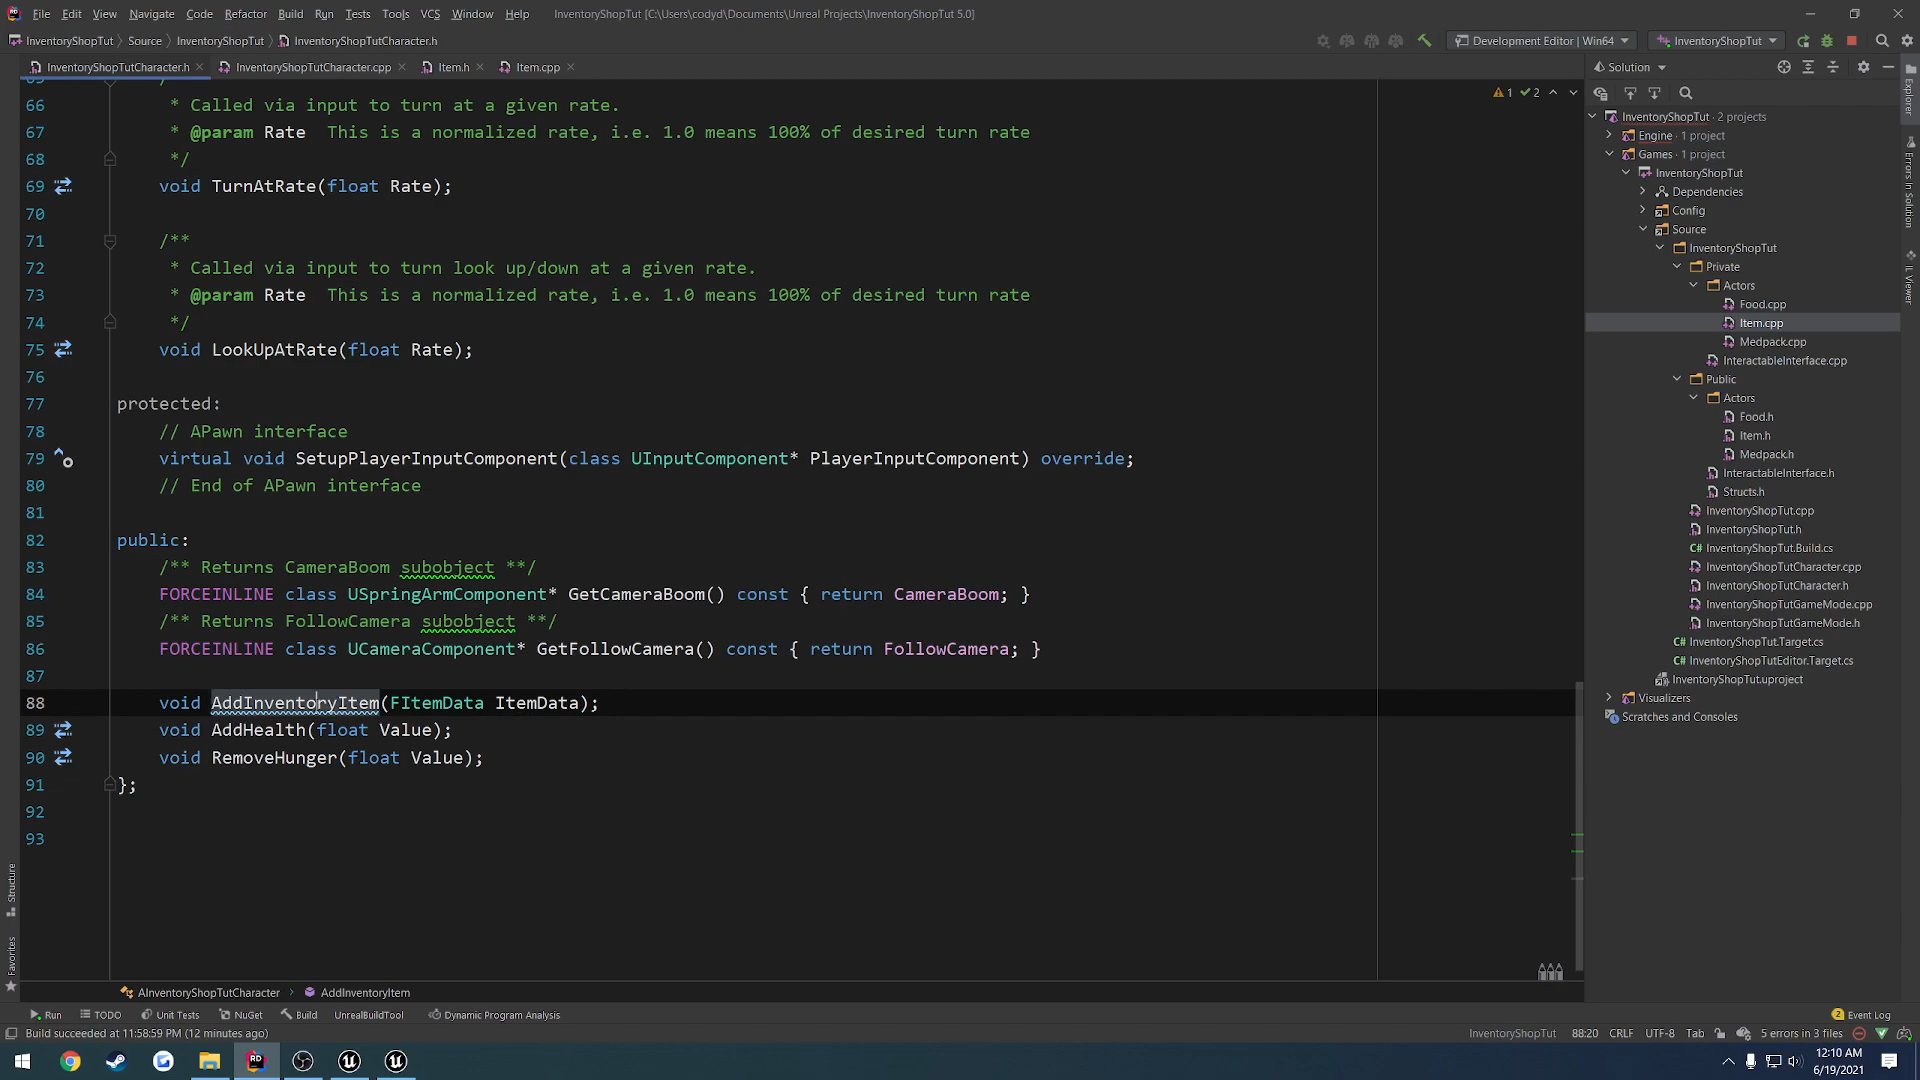 File Edit View Navigate Code Refactor Build Run Tests Tools VCS Window Help InventoryShopTut [C:\Users\codyd\Documents\Unreal Projects\InventoryShopTut 5.0]
InventoryShopTut Source InventoryShopTut InventoryShopTutCharacter.h Development Editor | Win64 InventoryShopTut
InventoryShopTutCharacter.h InventoryShopTutCharacter.cpp Item.h Item.cpp
66 * Called via input to turn at a given rate.
67 * @param Rate This is a normalized rate, i.e. 1.0 means 100% of desired turn rate
68 */
69 void TurnAtRate(float Rate);
70
71 /**
72 * Called via input to turn look up/down at a given rate.
73 * @param Rate This is a normalized rate, i.e. 1.0 means 100% of desired turn rate
74 */
75 void LookUpAtRate(float Rate);
76
77 protected:
78 // APawn interface
79 virtual void SetupPlayerInputComponent(class UInputComponent* PlayerInputComponent) override;
80 // End of APawn interface
81
82 public:
83 /** Returns CameraBoom subobject **/
84 FORCEINLINE class USpringArmComponent* GetCameraBoom() const { return CameraBoom; }
85 /** Returns FollowCamera subobject **/
86 FORCEINLINE class UCameraComponent* GetFollowCamera() const { return FollowCamera; }
87
88 void AddInventoryItem(FItemData ItemData);
89 void AddHealth(float Value);
90 void RemoveHunger(float Value);
91 };
92
93
1 2
Solution
InventoryShopTut · 2 projects
Engine · 1 project
Games · 1 project
InventoryShopTut
Dependencies
Config
Source
InventoryShopTut
Private
Actors
Food.cpp
Item.cpp
Medpack.cpp
InteractableInterface.cpp
Public
Actors
Food.h
Item.h
Medpack.h
InteractableInterface.h
Structs.h
InventoryShopTut.cpp
InventoryShopTut.h
C# InventoryShopTut.Build.cs
InventoryShopTutCharacter.cpp
InventoryShopTutCharacter.h
InventoryShopTutGameMode.cpp
InventoryShopTutGameMode.h
C# InventoryShopTut.Target.cs
C# InventoryShopTutEditor.Target.cs
InventoryShopTut.uproject
Visualizers
Scratches and Consoles
Explorer
Errors In Solution
IL Viewer
Structure
Favorites
AInventoryShopTutCharacter AddInventoryItem
Run TODO Unit Tests NuGet Build UnrealBuildTool Dynamic Program Analysis 2 Event Log
Build succeeded at 11:58:59 PM (12 minutes ago) InventoryShopTut 88:20 CRLF UTF-8 Tab 5 errors in 3 files
12:10 AM
6/19/2021